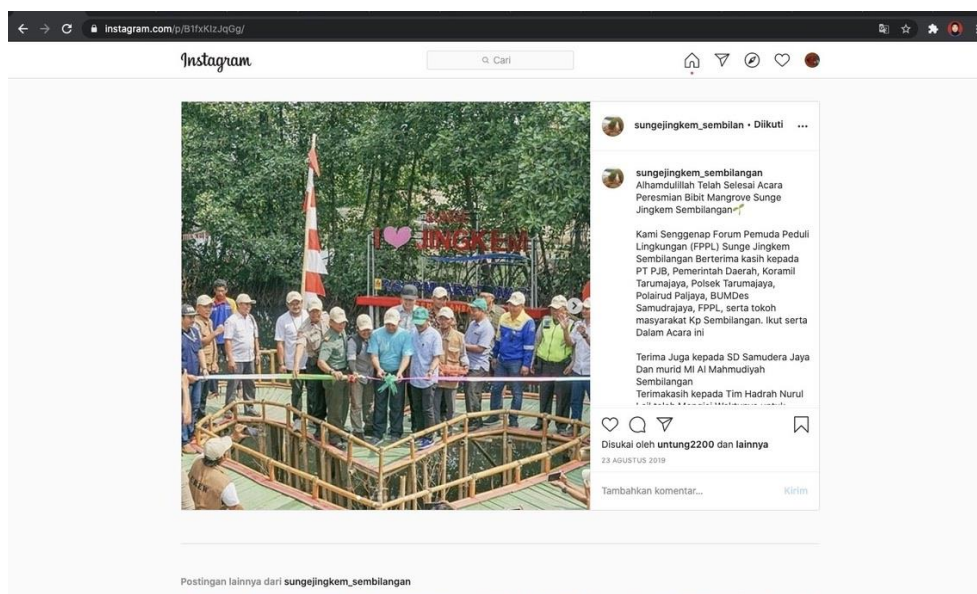 instagram.com/p/B1fxKIzJqGg/
Instagram
Cari
SUNGE
I JINGKEM
sungejingkem_sembilan • Diikuti ...
sungejingkem_sembilangan
Alhamdulillah Telah Selesai Acara
Peresmian Bibit Mangrove Sunge
Jingkem Sembilangan
Kami Senggenap Forum Pemuda Peduli
Lingkungan (FPPL) Sunge Jingkem
Sembilangan Berterima kasih kepada
PT PJB, Pemerintah Daerah, Koramil
Tarumajaya, Polsek Tarumajaya,
Polairud Paljaya, BUMDes
Samudrajaya, FPPL, serta tokoh
masyarakat Kp Sembilangan. Ikut serta
Dalam Acara ini
Terima Juga kepada SD Samudera Jaya
Dan murid MI Al Mahmudiyah
Sembilangan
Terimakasih kepada Tim Hadrah Nurul
Disukai oleh untung2200 dan lainnya
23 AGUSTUS 2019
Tambahkan komentar...
Kirim
Postingan lainnya dari sungejingkem_sembilangan